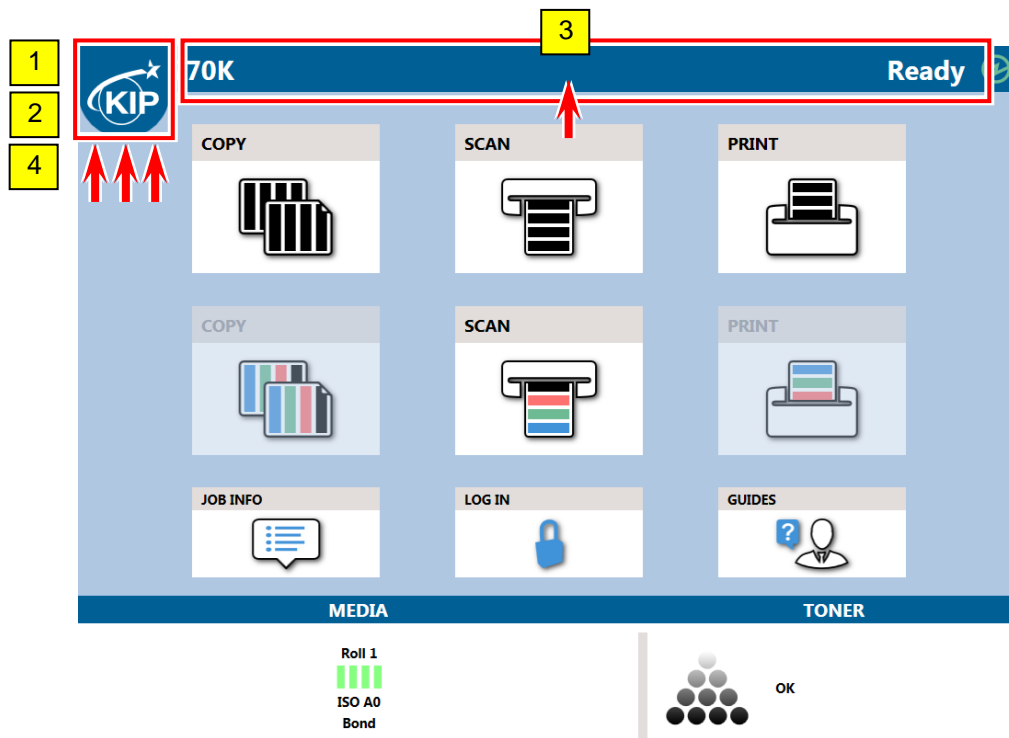 3
1
2
4
KIP
70K Ready
COPY SCAN PRINT
COPY SCAN PRINT
JOB INFO LOG IN GUIDES
?
MEDIA TONER
Roll 1
ISO A0
Bond
OK